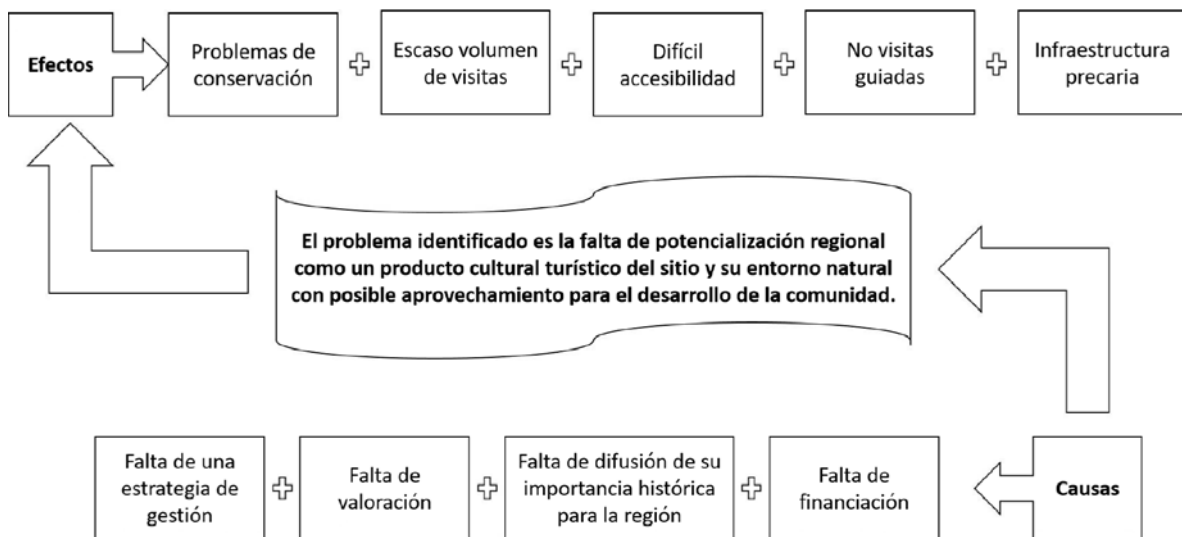 Efectos
Problemas de
conservación
Escaso volumen
de visitas
Difícil
accesibilidad
No visitas
guiadas
Infraestructura
precaria
El problema identificado es la falta de potencialización regional
como un producto cultural turístico del sitio y su entorno natural
con posible aprovechamiento para el desarrollo de la comunidad.
Falta de una
estrategia de
gestión
Falta de
valoración
Falta de difusión de su
importancia histórica
para la región
Falta de
financiación
Causas